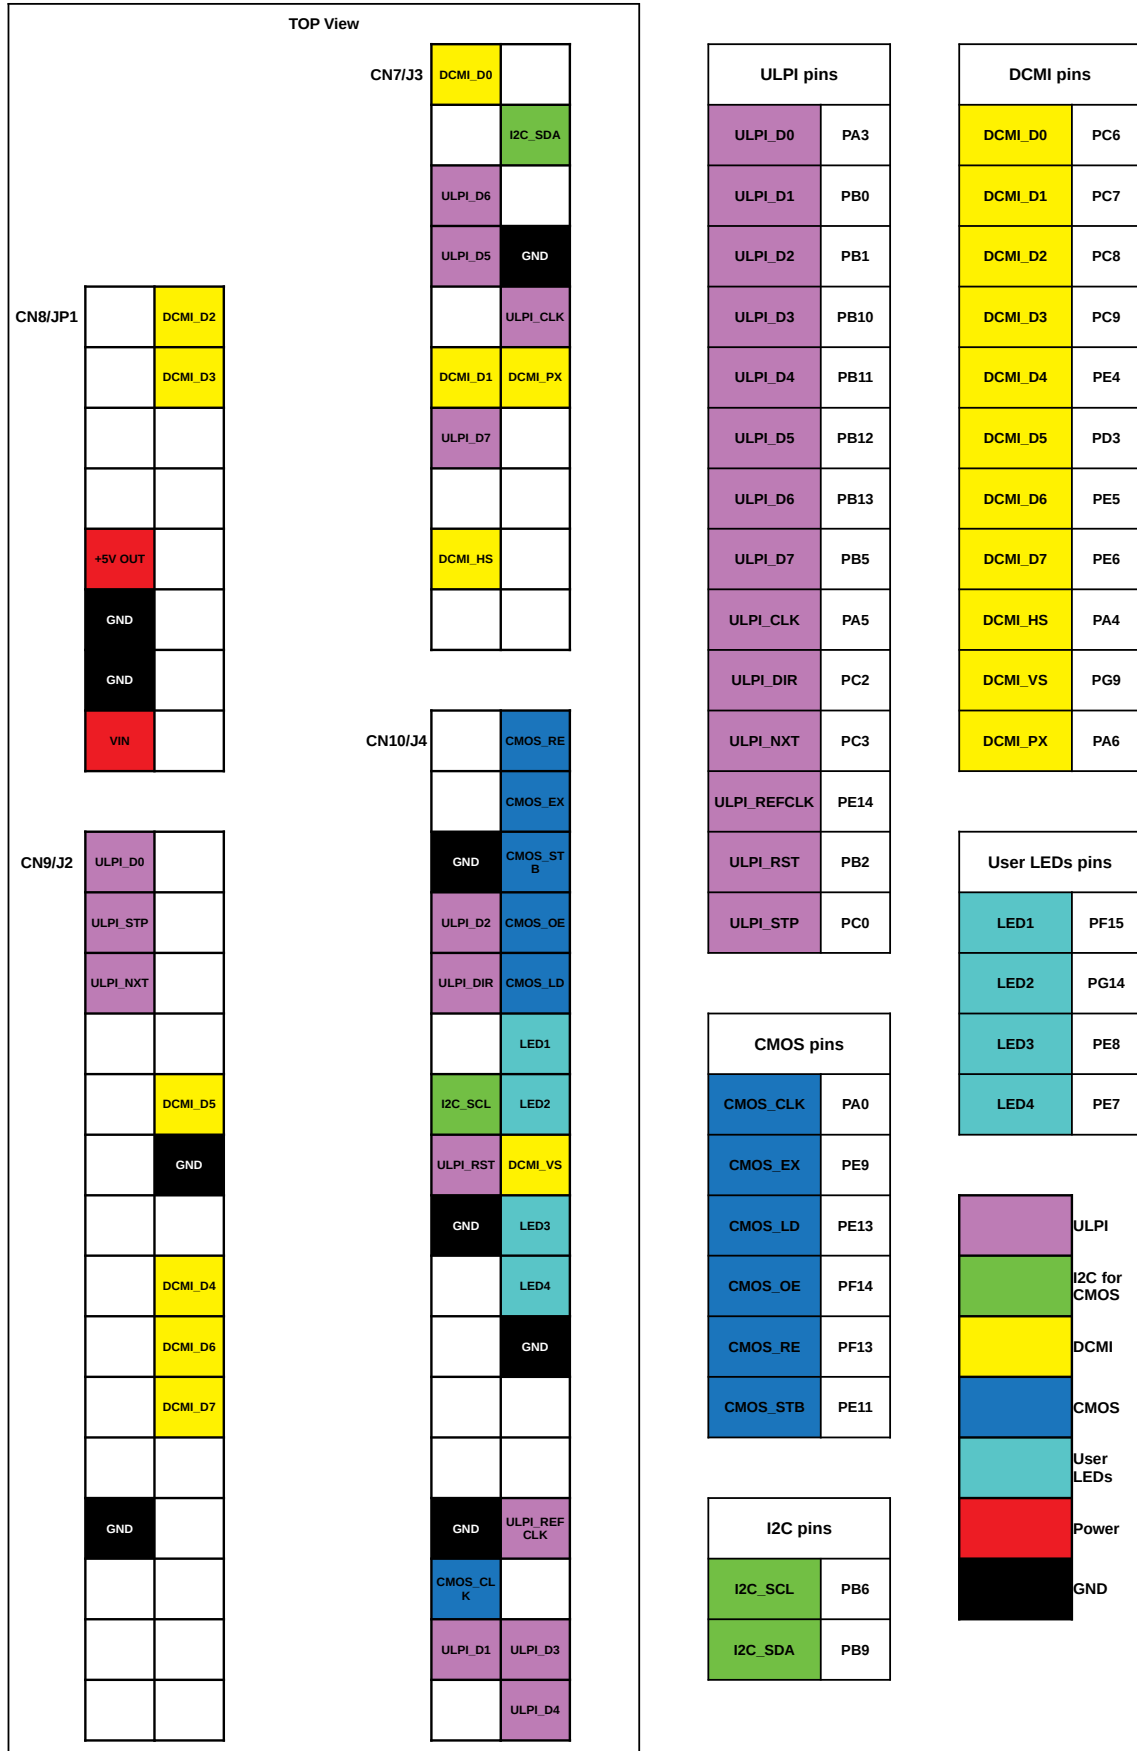 TOP View
CN7/J3
DCMI_D0
I2C_SDA
ULPI_D6
ULPI_D5 GND
ULPI_CLK
DCMI_D1 DCMI_PX
ULPI_D7
DCMI_HS
CN8/JP1
DCMI_D2
DCMI_D3
+5V OUT
GND
GND
VIN
CN10/J4
CMOS_RE
CMOS_EX
GND CMOS_ST
B
ULPI_D2 CMOS_OE
ULPI_DIR CMOS_LD
LED1
I2C_SCL LED2
ULPI_RST DCMI_VS
GND LED3
LED4
GND
GND ULPI_REF
CLK
CMOS_CL
K
ULPI_D1 ULPI_D3
ULPI_D4
CN9/J2
ULPI_D0
ULPI_STP
ULPI_NXT
DCMI_D5
GND
DCMI_D4
DCMI_D6
DCMI_D7
GND
ULPI pins
ULPI_D0 PA3
ULPI_D1 PB0
ULPI_D2 PB1
ULPI_D3 PB10
ULPI_D4 PB11
ULPI_D5 PB12
ULPI_D6 PB13
ULPI_D7 PB5
ULPI_CLK PA5
ULPI_DIR PC2
ULPI_NXT PC3
ULPI_REFCLK PE14
ULPI_RST PB2
ULPI_STP PC0
CMOS pins
CMOS_CLK PA0
CMOS_EX PE9
CMOS_LD PE13
CMOS_OE PF14
CMOS_RE PF13
CMOS_STB PE11
I2C pins
I2C_SCL PB6
I2C_SDA PB9
DCMI pins
DCMI_D0 PC6
DCMI_D1 PC7
DCMI_D2 PC8
DCMI_D3 PC9
DCMI_D4 PE4
DCMI_D5 PD3
DCMI_D6 PE5
DCMI_D7 PE6
DCMI_HS PA4
DCMI_VS PG9
DCMI_PX PA6
User LEDs pins
LED1 PF15
LED2 PG14
LED3 PE8
LED4 PE7
ULPI
I2C for
CMOS
DCMI
CMOS
User
LEDs
Power
GND